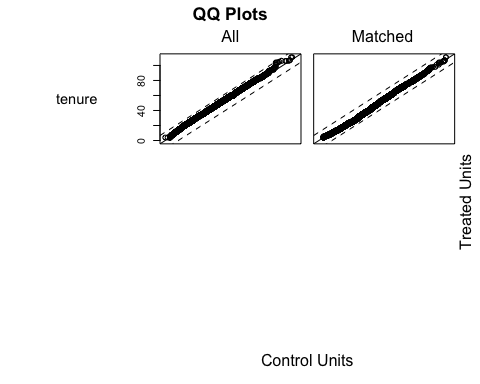 QQ Plots
All Matched
tenure
80
40
0
Treated Units
Control Units